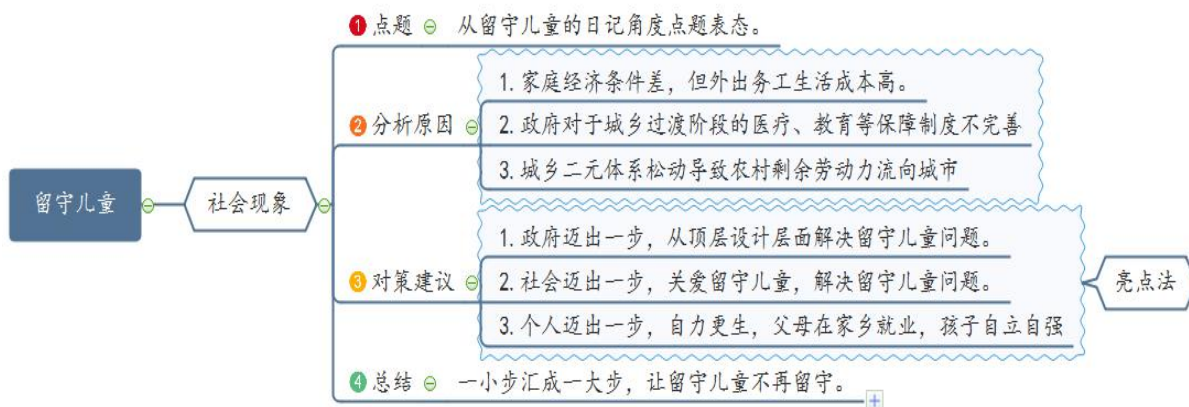 留守儿童
社会现象
1 点题
从留守儿童的日记角度点题表态。
2 分析原因
1. 家庭经济条件差，但外出务工生活成本高。
2. 政府对于城乡过渡阶段的医疗、教育等保障制度不完善
3. 城乡二元体系松动导致农村剩余劳动力流向城市
3 对策建议
1. 政府迈出一步，从顶层设计层面解决留守儿童问题。
2. 社会迈出一步，关爱留守儿童，解决留守儿童问题。
3. 个人迈出一步，自力更生，父母在家乡就业，孩子自立自强
亮点法
4 总结
一小步汇成一大步，让留守儿童不再留守。